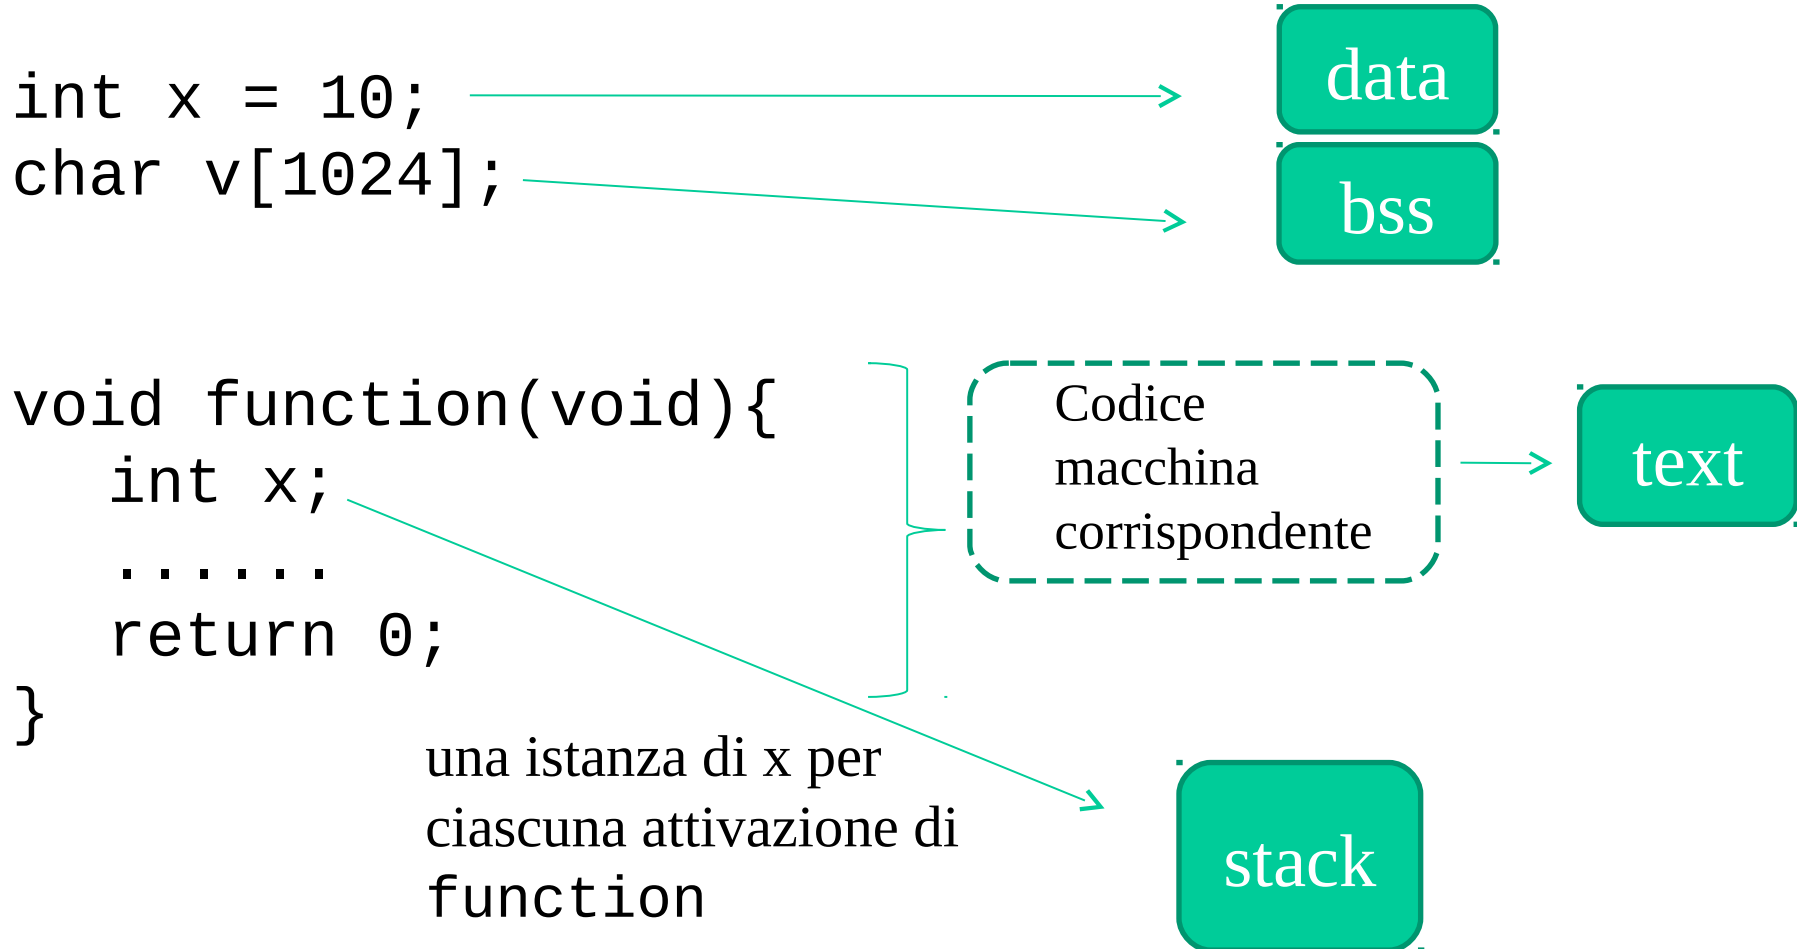 data
int x = 10;
char v[1024];
bss
void function(void){
int x;
......
return 0;
}
Codice
macchina
corrispondente
text
una istanza di x per
ciascuna attivazione di
function
stack